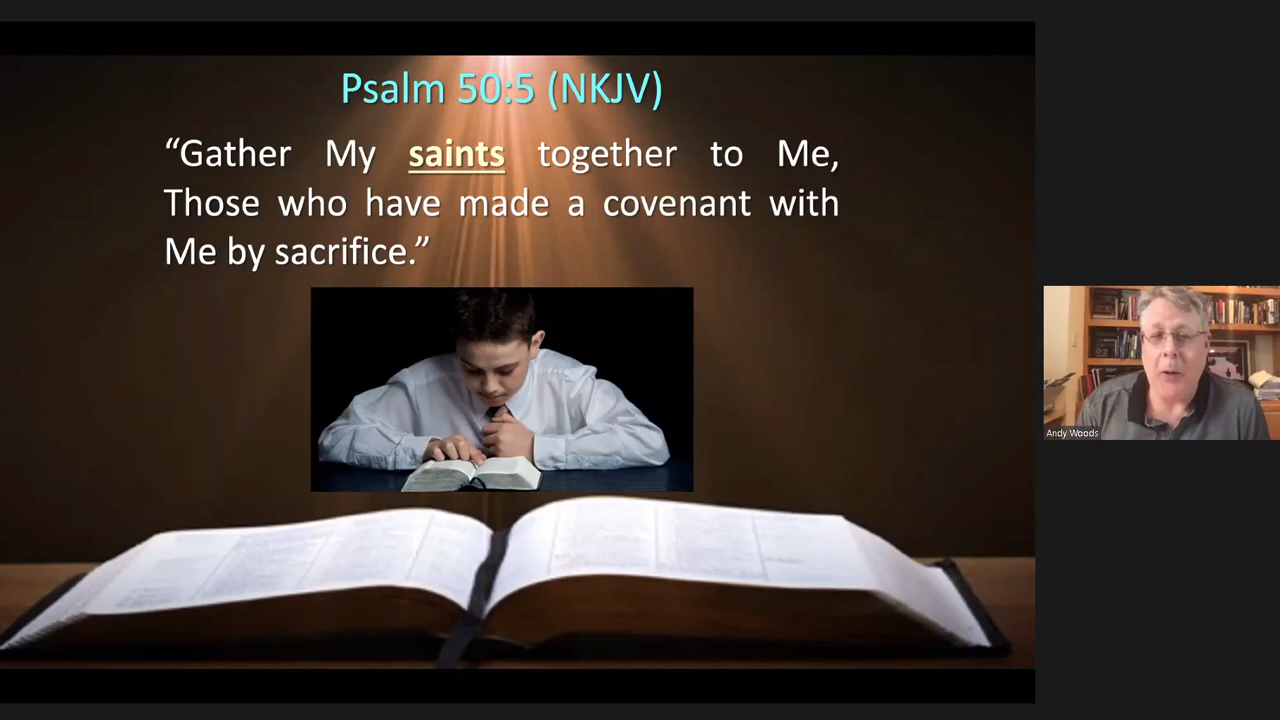 Psalm 50:5 (NKJV)
“Gather My saints together to Me,
Those who have made a covenant with
Me by sacrifice.”
Andy Woods